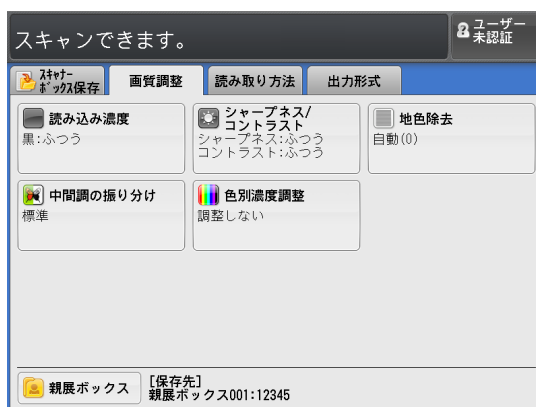 スキャンできます。
ユーザー
未認証
スキャナー
ボックス保存
画質調整
読み取り方法
出力形式
読み込み濃度
黒:ふつう
シャープネス/
コントラスト
シャープネス:ふつう
コントラスト:ふつう
地色除去
自動(0)
中間調の振り分け
標準
色別濃度調整
調整しない
親展ボックス
[保存先]
親展ボックス001:12345